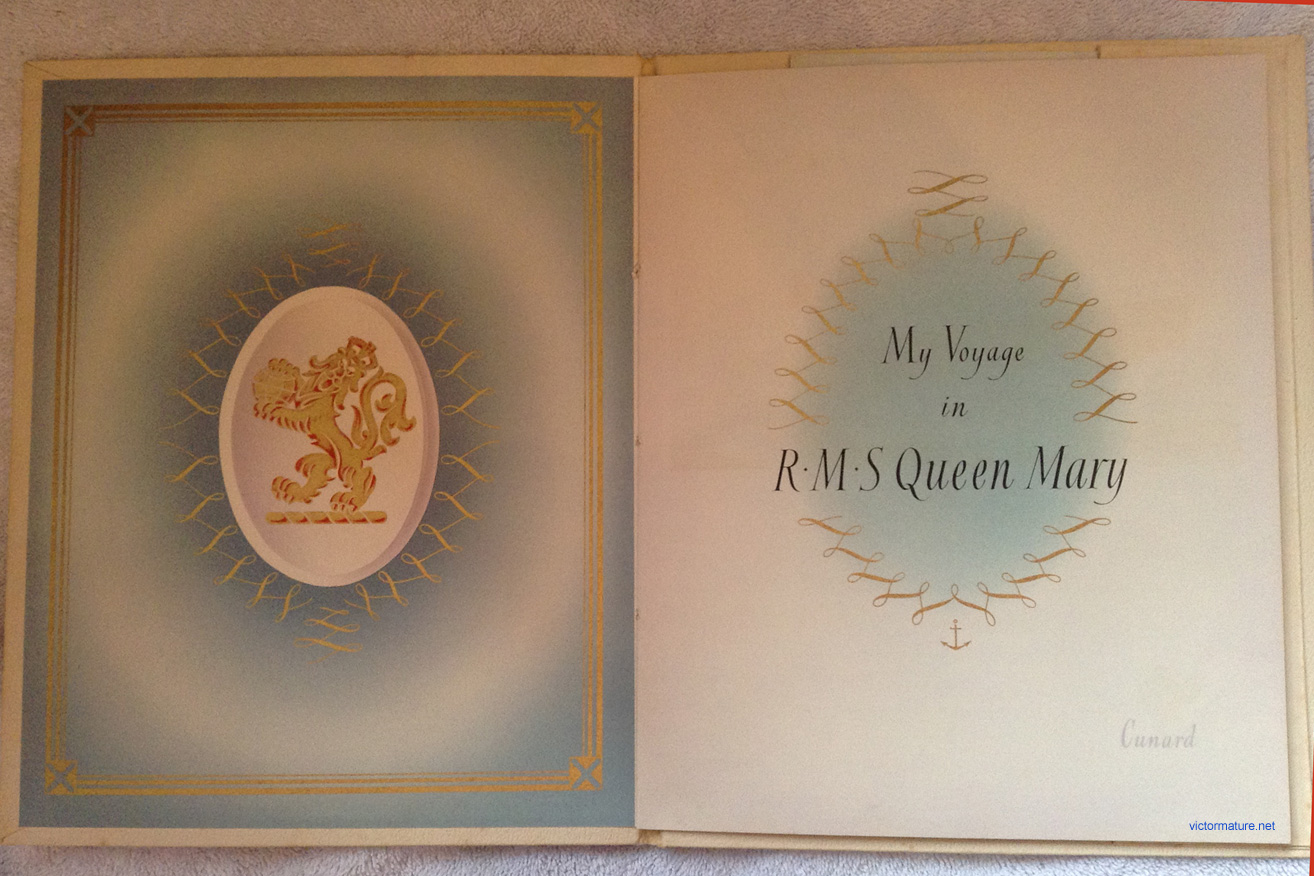 My Voyage
in
R·M·S Queen Mary
Cunard
victormature.net